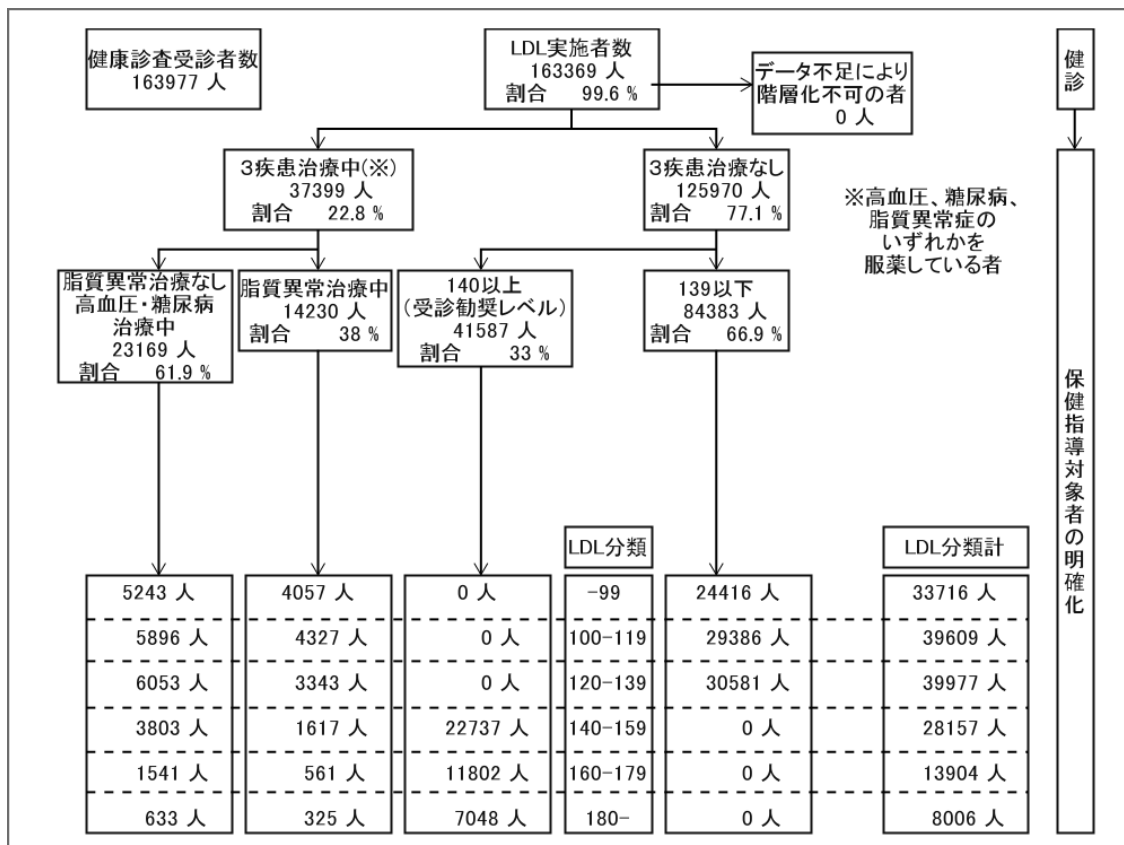 健康診査受診者数
163977 人
LDL実施者数
163369 人
割合 99.6 %
データ不足により
階層化不可の者
0 人
健診
3疾患治療中(※)
37399 人
割合 22.8 %
3疾患治療なし
125970 人
割合 77.1 %
※高血圧、糖尿病、
脂質異常症の
いずれかを
服薬している者
脂質異常治療なし
高血圧・糖尿病
治療中
23169 人
割合 61.9 %
脂質異常治療中
14230 人
割合 38 %
140以上
(受診勧奨レベル)
41587 人
割合 33 %
139以下
84383 人
割合 66.9 %
保健指導対象者の明確化
LDL分類
LDL分類計
5243 人 4057 人 0 人 -99 24416 人 33716 人
5896 人 4327 人 0 人 100-119 29386 人 39609 人
6053 人 3343 人 0 人 120-139 30581 人 39977 人
3803 人 1617 人 22737 人 140-159 0 人 28157 人
1541 人 561 人 11802 人 160-179 0 人 13904 人
633 人 325 人 7048 人 180- 0 人 8006 人